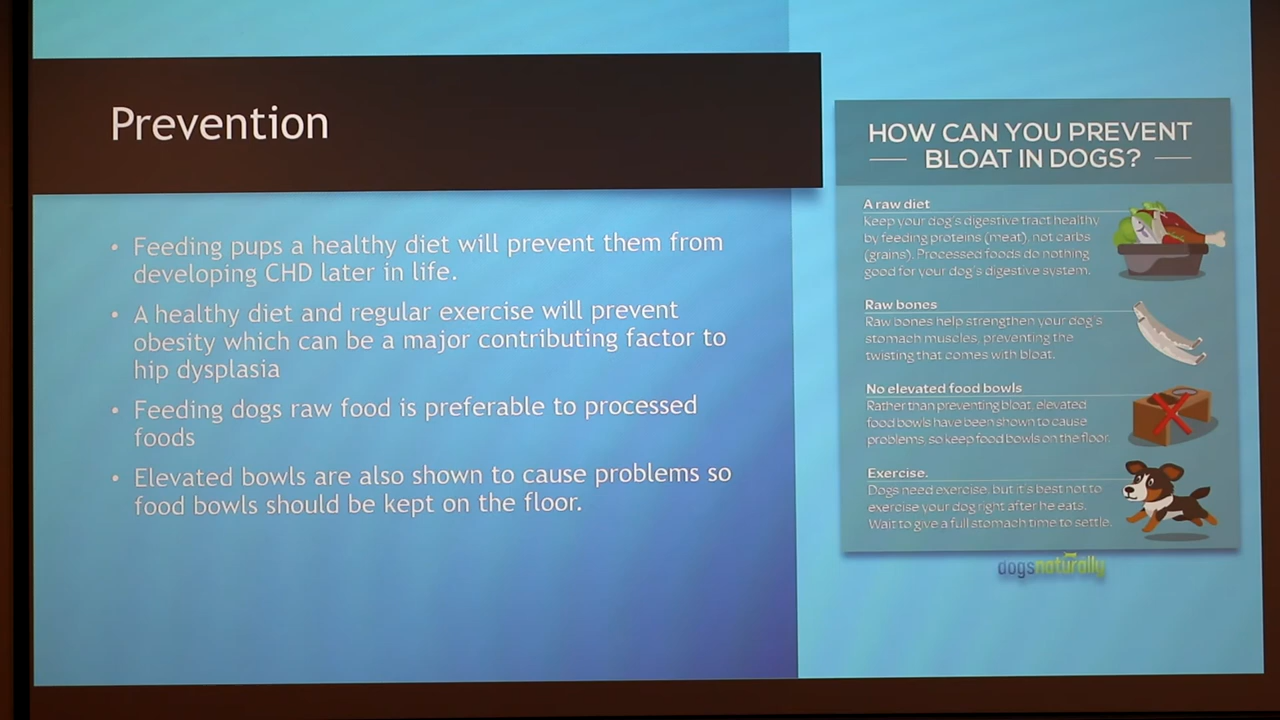 Prevention
• Feeding pups a healthy diet will prevent them from
developing CHD later in life.
• A healthy diet and regular exercise will prevent
obesity which can be a major contributing factor to
hip dysplasia
• Feeding dogs raw food is preferable to processed
foods
• Elevated bowls are also shown to cause problems so
food bowls should be kept on the floor.
HOW CAN YOU PREVENT
BLOAT IN DOGS?
A raw diet
Keep your dog's digestive tract healthy
by feeding proteins (meat), not carbs
(grains). Processed foods do nothing
good for your dog's digestive system.
Raw bones
Raw bones help strengthen your dog's
stomach muscles, preventing the
twisting that comes with bloat.
No elevated food bowls
Rather than preventing bloat, elevated
food bowls have been shown to cause
problems, so keep food bowls on the floor.
Exercise.
Dogs need exercise, but it's best not to
exercise your dog right after he eats.
Wait to give a full stomach time to settle.
dogsnaturally